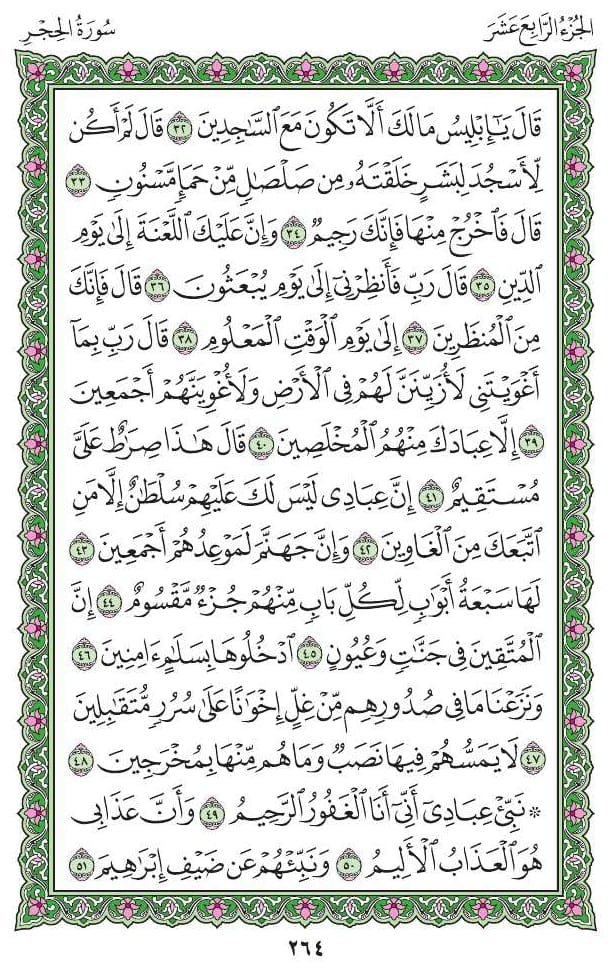 الجُزْءُ الرَّابِعَ عَشَرَ سُورَةُ الحِجْرِ
قَالَ يَٰٓإِبْلِيسُ مَا لَكَ أَلَّا تَكُونَ مَعَ ٱلسَّٰجِدِينَ ٣٢ قَالَ لَمْ أَكُن
لِّأَسْجُدَ لِبَشَرٍ خَلَقْتَهُۥ مِن صَلْصَٰلٍ مِّنْ حَمَإٍ مَّسْنُونٍ ٣٣
قَالَ فَٱخْرُجْ مِنْهَا فَإِنَّكَ رَجِيمٌ ٣٤ وَإِنَّ عَلَيْكَ ٱللَّعْنَةَ إِلَىٰ يَوْمِ
ٱلدِّينِ ٣٥ قَالَ رَبِّ فَأَنظِرْنِىٓ إِلَىٰ يَوْمِ يُبْعَثُونَ ٣٦ قَالَ فَإِنَّكَ
مِنَ ٱلْمُنظَرِينَ ٣٧ إِلَىٰ يَوْمِ ٱلْوَقْتِ ٱلْمَعْلُومِ ٣٨ قَالَ رَبِّ بِمَآ
أَغْوَيْتَنِى لَأُزَيِّنَنَّ لَهُمْ فِى ٱلْأَرْضِ وَلَأُغْوِيَنَّهُمْ أَجْمَعِينَ
٣٩ إِلَّا عِبَادَكَ مِنْهُمُ ٱلْمُخْلَصِينَ ٤٠ قَالَ هَٰذَا صِرَٰطٌ عَلَىَّ
مُسْتَقِيمٌ ٤١ إِنَّ عِبَادِى لَيْسَ لَكَ عَلَيْهِمْ سُلْطَٰنٌ إِلَّا مَنِ
ٱتَّبَعَكَ مِنَ ٱلْغَاوِينَ ٤٢ وَإِنَّ جَهَنَّمَ لَمَوْعِدُهُمْ أَجْمَعِينَ ٤٣
لَهَا سَبْعَةُ أَبْوَٰبٍ لِّكُلِّ بَابٍ مِّنْهُمْ جُزْءٌ مَّقْسُومٌ ٤٤ إِنَّ
ٱلْمُتَّقِينَ فِى جَنَّٰتٍ وَعُيُونٍ ٤٥ ٱدْخُلُوهَا بِسَلَٰمٍ ءَامِنِينَ ٤٦
وَنَزَعْنَا مَا فِى صُدُورِهِم مِّنْ غِلٍّ إِخْوَٰنًا عَلَىٰ سُرُرٍ مُّتَقَٰبِلِينَ
٤٧ لَا يَمَسُّهُمْ فِيهَا نَصَبٌ وَمَا هُم مِّنْهَا بِمُخْرَجِينَ ٤٨
۞ نَبِّئْ عِبَادِىٓ أَنِّىٓ أَنَا ٱلْغَفُورُ ٱلرَّحِيمُ ٤٩ وَأَنَّ عَذَابِى
هُوَ ٱلْعَذَابُ ٱلْأَلِيمُ ٥٠ وَنَبِّئْهُمْ عَن ضَيْفِ إِبْرَٰهِيمَ ٥١
٢٦٤